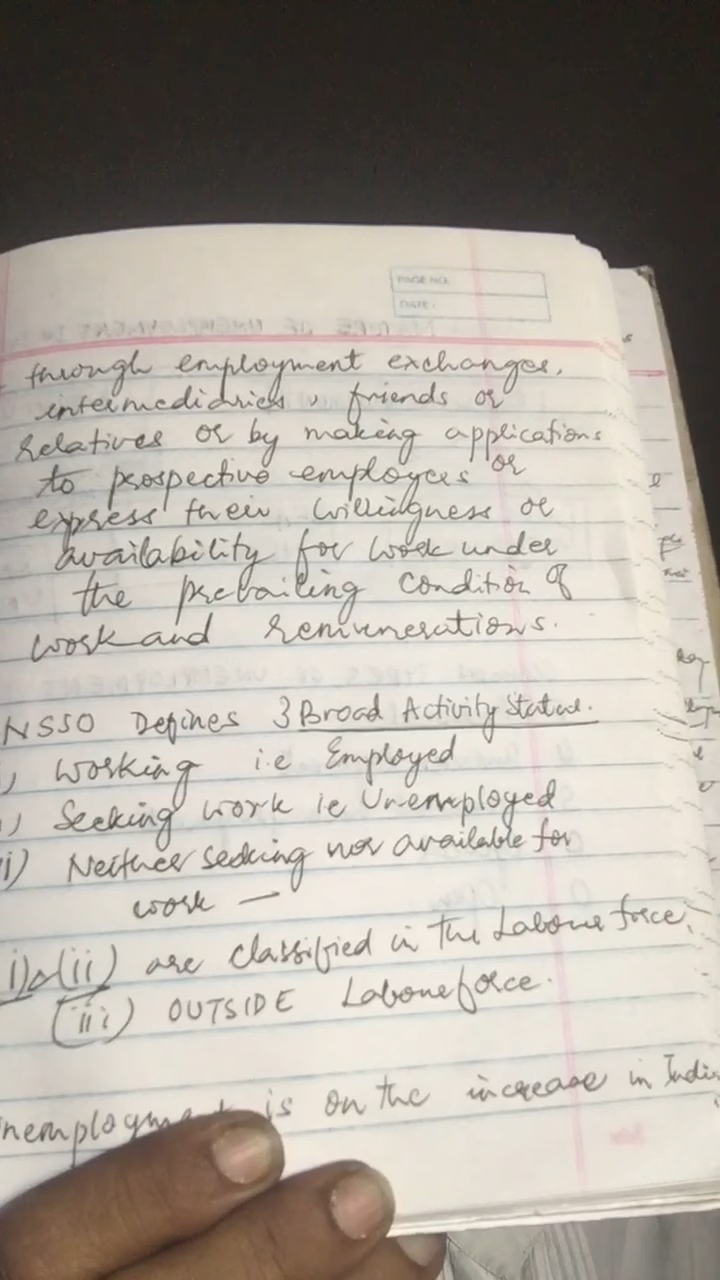 PAGE NO.
DATE:
through employment exchanges,
intermediaries, friends or
relatives or by making applications
to prospective employees or
express their willingness or
availability for work under
the prevailing condition of
work and remunerations.
NSSO Defines 3 Broad Activity Status.
i) working i.e Employed
ii) Seeking work ie Unemployed
iii) Neither seeking nor available for
work —
i) & (ii) are classified in the Labour force,
(iii) OUTSIDE Labourforce.
is on the increase in